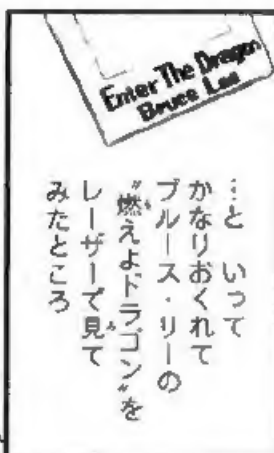 Enter The Dragon
Bruce Lee
…と いって
かなりおくれて
ブルース・リーの
“燃えよドラゴン”を
レーザーで見て
みたところ